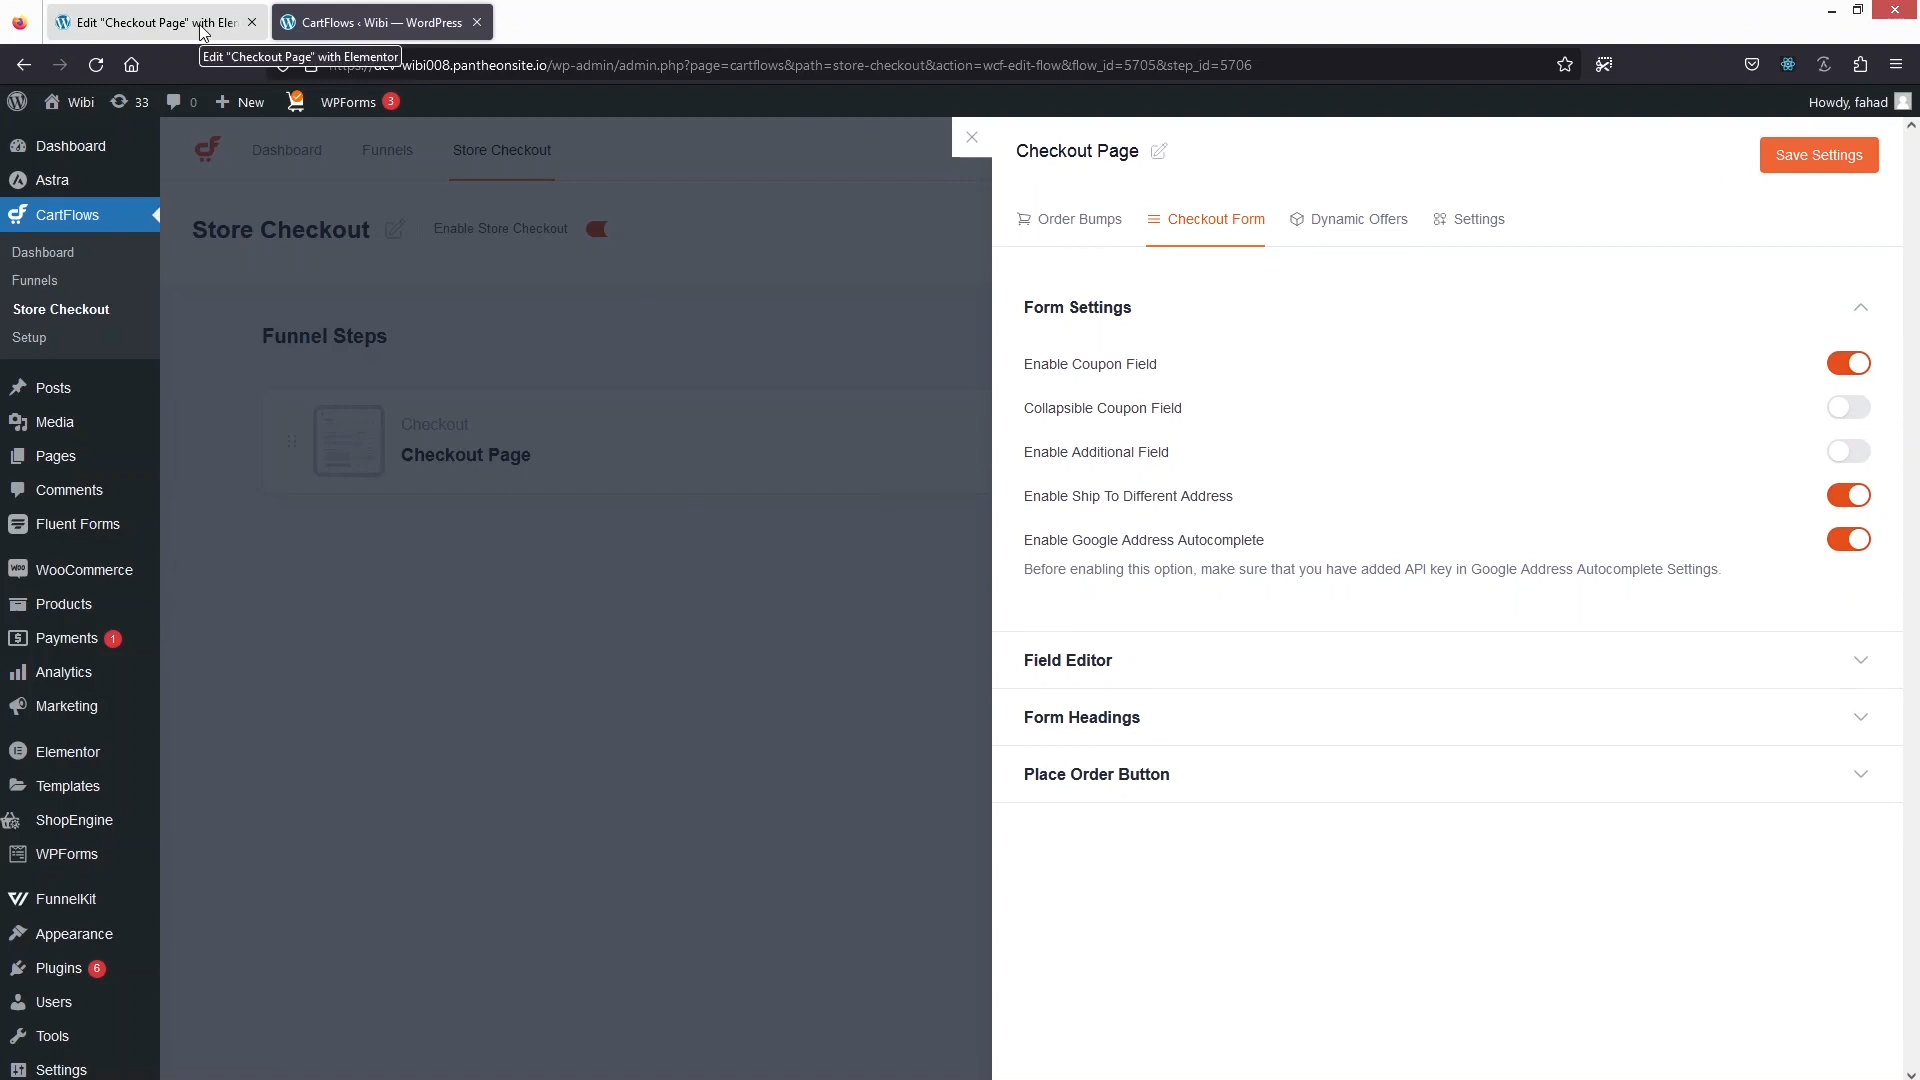 Edit "Checkout Page" with Elem
CartFlows ‹ Wibi — WordPress
Edit "Checkout Page" with Elementor
wibi008.pantheonsite.io/wp-admin/admin.php?page=cartflows&path=store-checkout&action=wcf-edit-flow&flow_id=5705&step_id=5706
Wibi
33
0
New
WPForms 3
Howdy, fahad
Dashboard
Astra
CartFlows
Dashboard
Funnels
Store Checkout
Setup
Posts
Media
Pages
Comments
Fluent Forms
WooCommerce
Products
Payments 1
Analytics
Marketing
Elementor
Templates
ShopEngine
WPForms
FunnelKit
Appearance
Plugins 6
Users
Tools
Settings
Dashboard
Funnels
Store Checkout
Store Checkout
Enable Store Checkout
Funnel Steps
Checkout
Checkout Page
Checkout Page
Save Settings
Order Bumps
Checkout Form
Dynamic Offers
Settings
Form Settings
Enable Coupon Field
Collapsible Coupon Field
Enable Additional Field
Enable Ship To Different Address
Enable Google Address Autocomplete
Before enabling this option, make sure that you have added API key in Google Address Autocomplete Settings.
Field Editor
Form Headings
Place Order Button